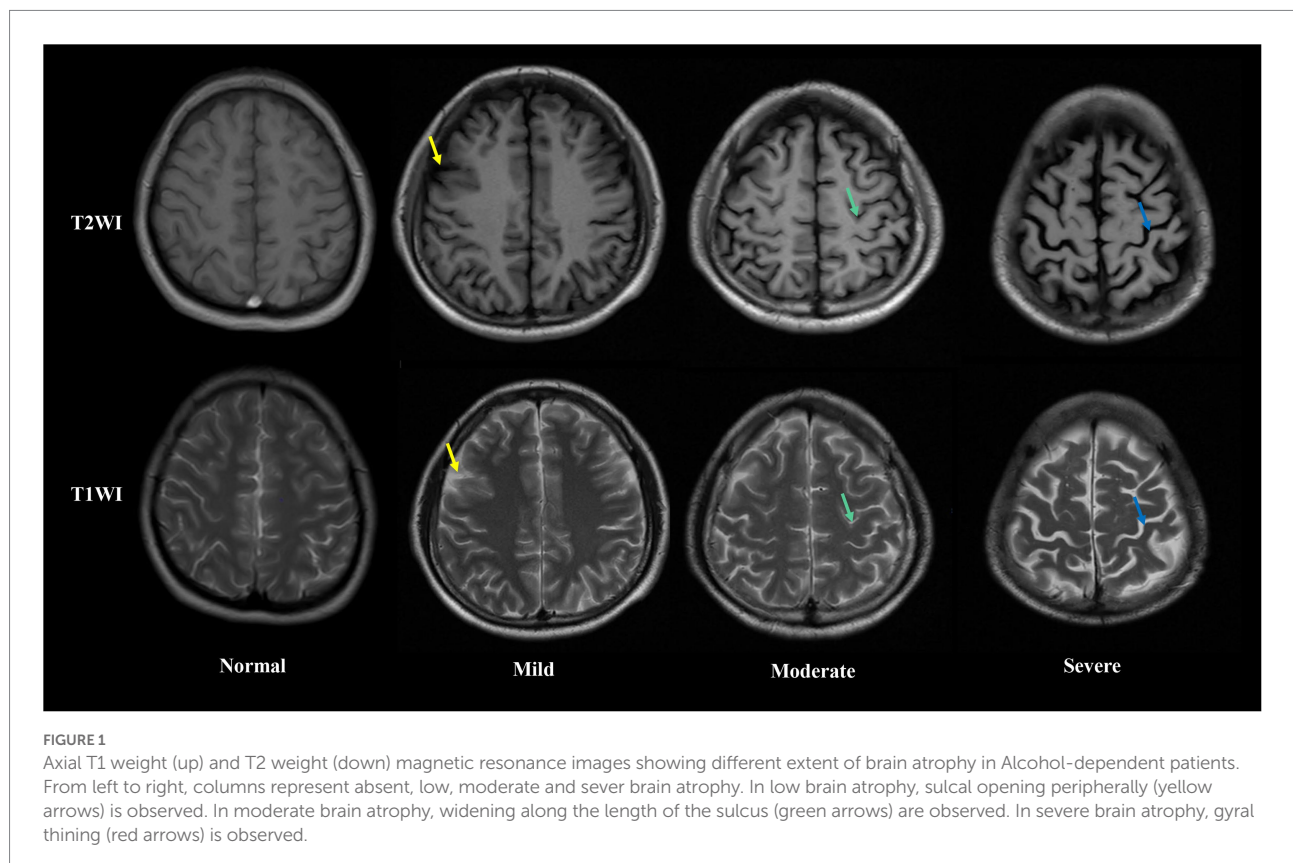 T2WI
T1WI
Normal
Mild
Moderate
Severe
FIGURE 1
Axial T1 weight (up) and T2 weight (down) magnetic resonance images showing different extent of brain atrophy in Alcohol-dependent patients.
From left to right, columns represent absent, low, moderate and sever brain atrophy. In low brain atrophy, sulcal opening peripherally (yellow
arrows) is observed. In moderate brain atrophy, widening along the length of the sulcus (green arrows) are observed. In severe brain atrophy, gyral
thining (red arrows) is observed.